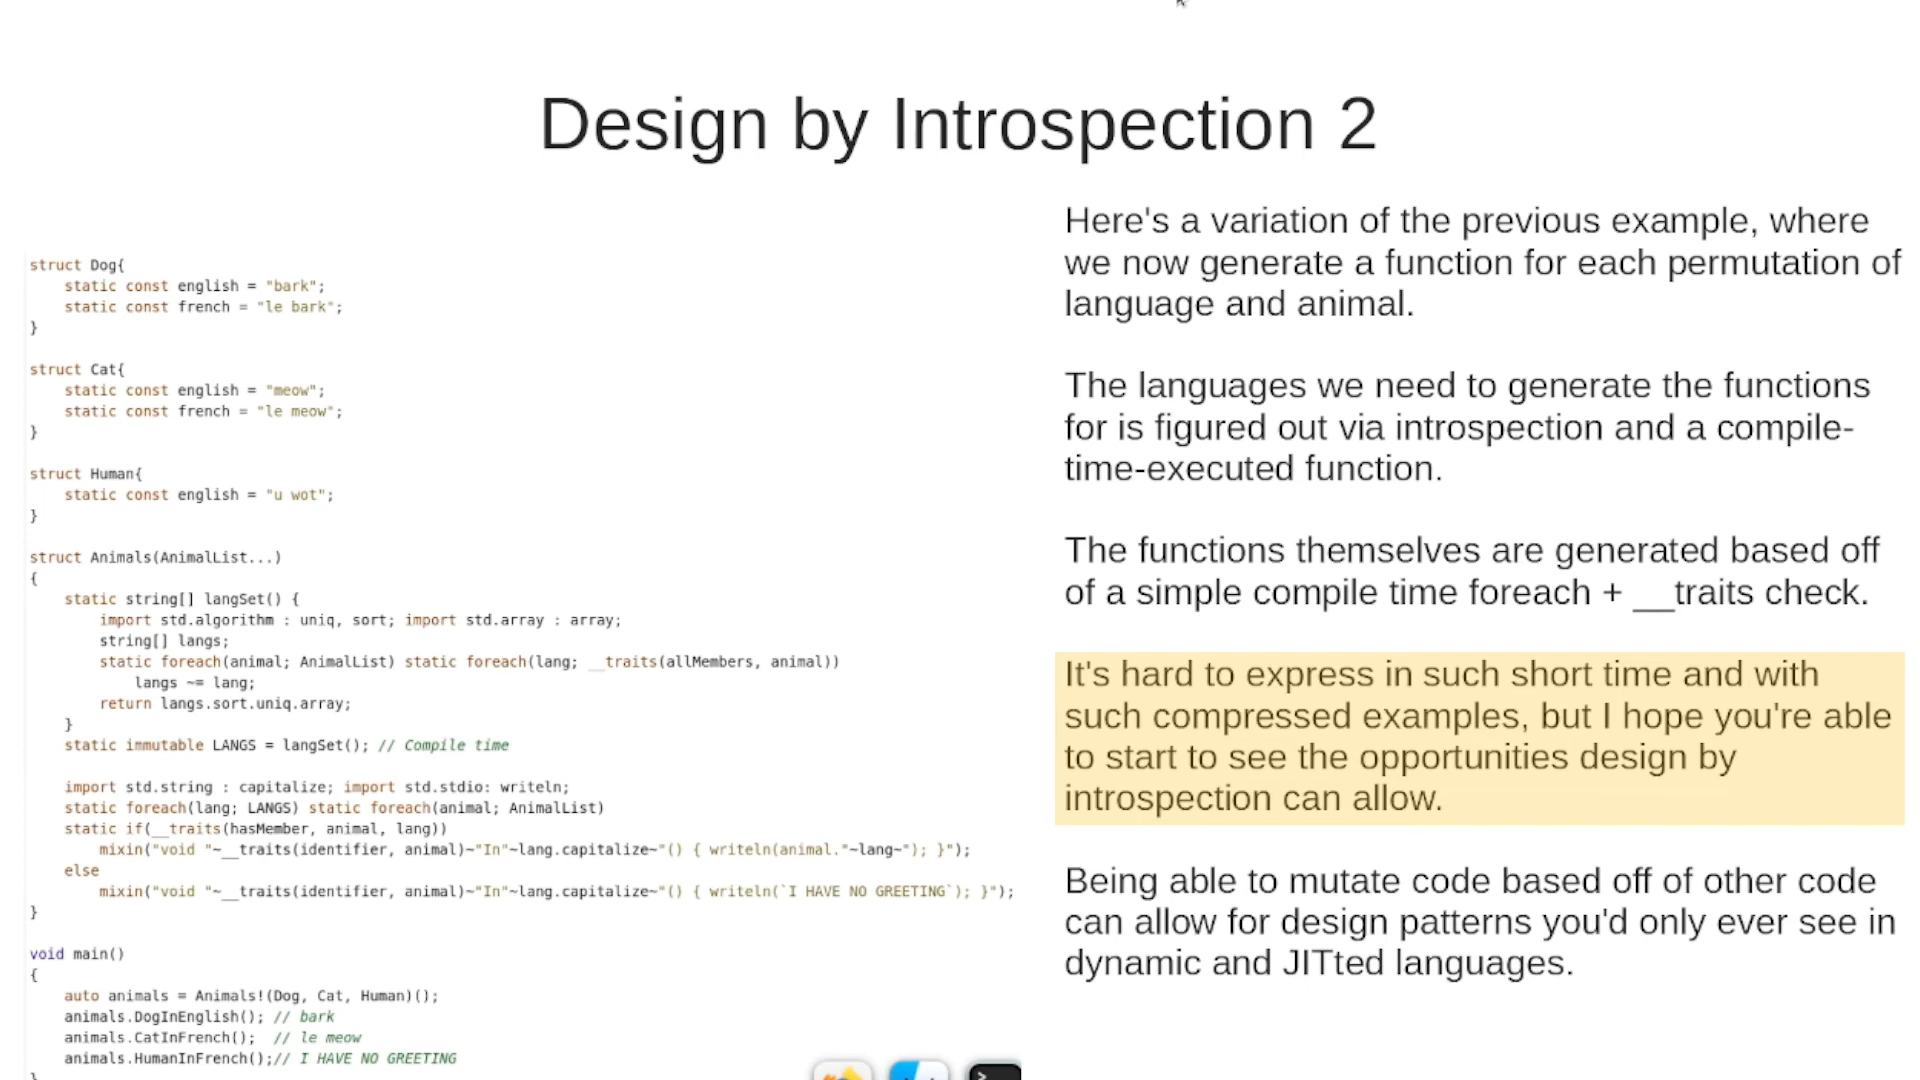 Design by Introspection 2
struct Dog{
    static const english = "bark";
    static const french = "le bark";
}
struct Cat{
    static const english = "meow";
    static const french = "le meow";
}
struct Human{
    static const english = "u wot";
}
struct Animals(AnimalList...)
{
    static string[] langSet() {
        import std.algorithm : uniq, sort; import std.array : array;
        string[] langs;
        static foreach(animal; AnimalList) static foreach(lang; __traits(allMembers, animal))
            langs ~= lang;
        return langs.sort.uniq.array;
    }
    static immutable LANGS = langSet(); // Compile time
    import std.string : capitalize; import std.stdio: writeln;
    static foreach(lang; LANGS) static foreach(animal; AnimalList)
    static if(__traits(hasMember, animal, lang))
        mixin("void "~__traits(identifier, animal)~"In"~lang.capitalize~"() { writeln(animal."~lang~"); }");
    else
        mixin("void "~__traits(identifier, animal)~"In"~lang.capitalize~"() { writeln(`I HAVE NO GREETING`); }");
}
void main()
{
    auto animals = Animals!(Dog, Cat, Human)();
    animals.DogInEnglish(); // bark
    animals.CatInFrench();  // le meow
    animals.HumanInFrench();// I HAVE NO GREETING
}
Here's a variation of the previous example, where
we now generate a function for each permutation of
language and animal.
The languages we need to generate the functions
for is figured out via introspection and a compile-
time-executed function.
The functions themselves are generated based off
of a simple compile time foreach + __traits check.
It's hard to express in such short time and with
such compressed examples, but I hope you're able
to start to see the opportunities design by
introspection can allow.
Being able to mutate code based off of other code
can allow for design patterns you'd only ever see in
dynamic and JITted languages.